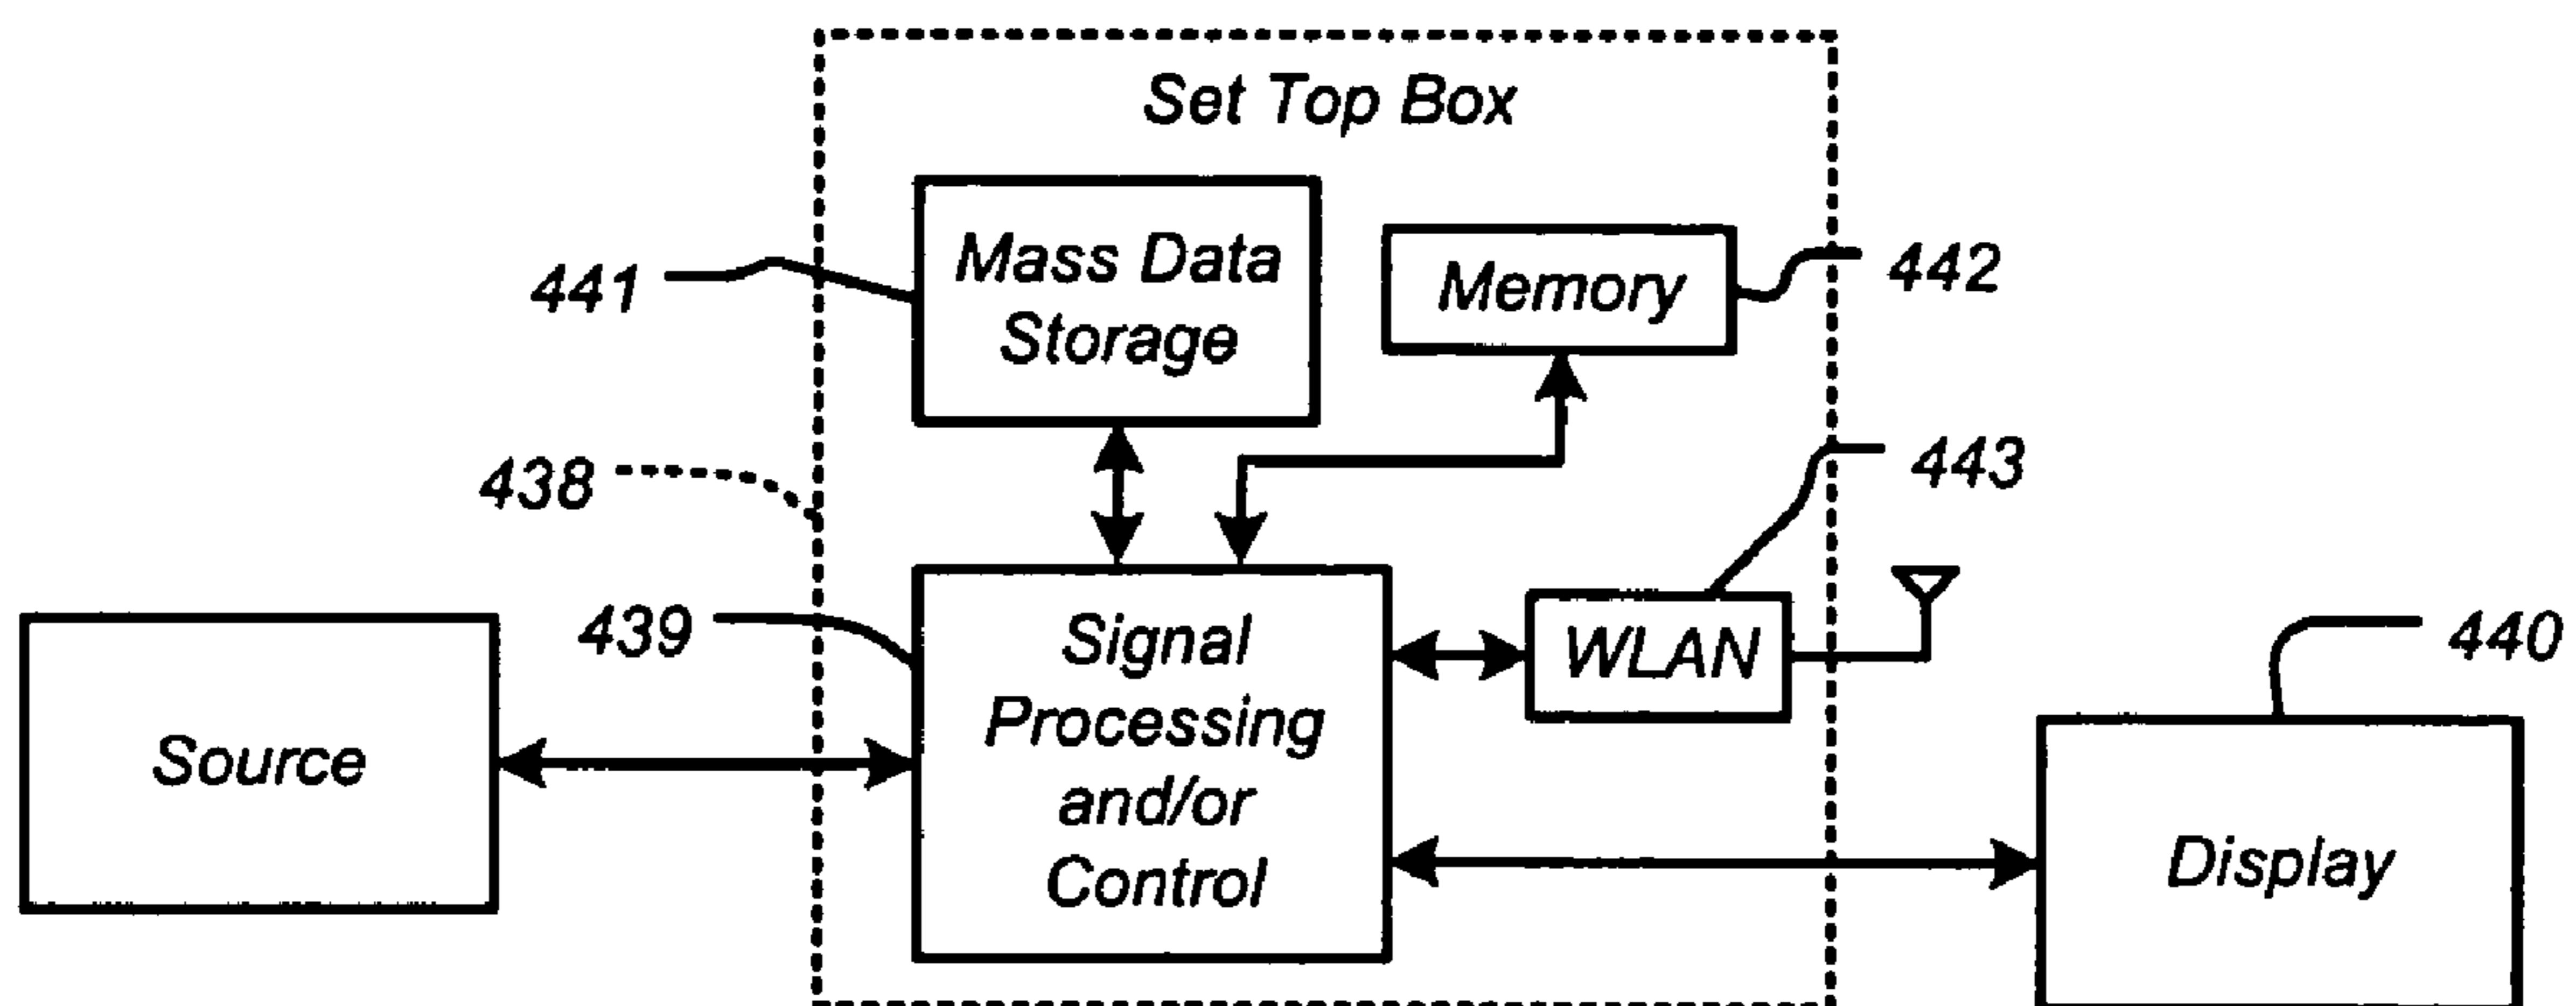 Set Top Box
Mass Data
Storage
441
Memory
442
438
443
439
Signal
Processing
and/or
Control
WLAN
440
Source
Display